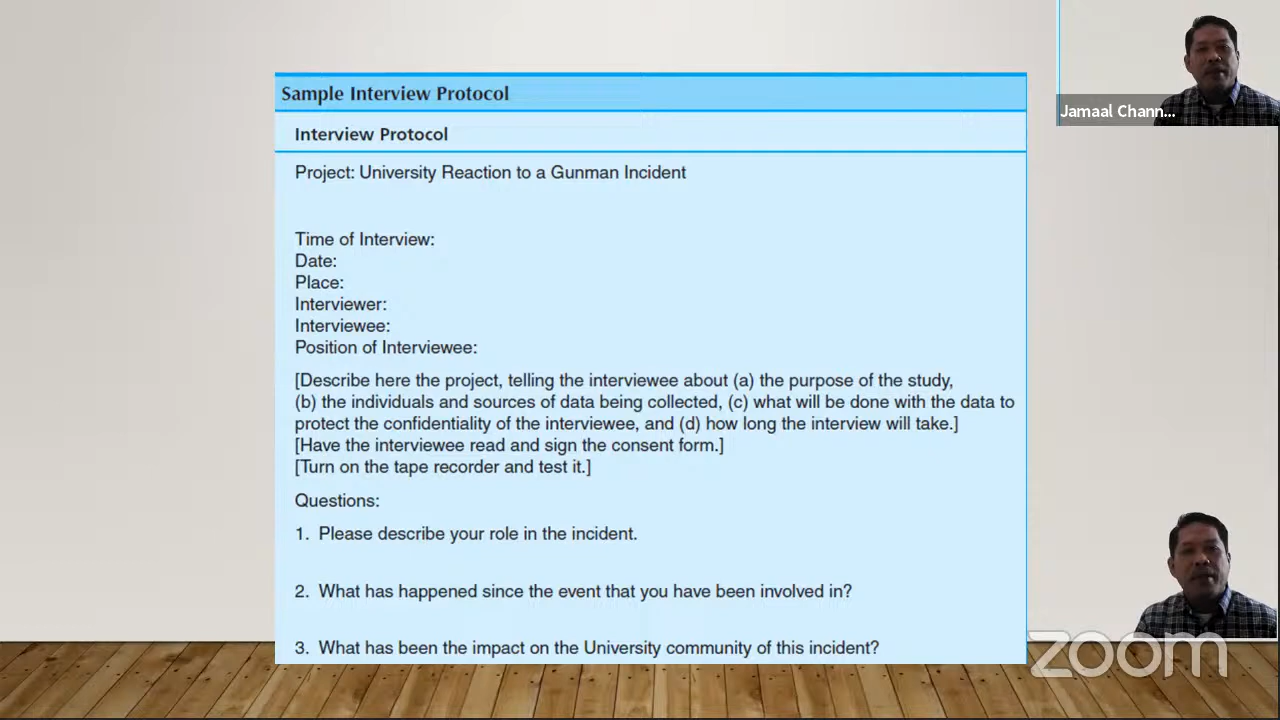 Sample Interview Protocol
Interview Protocol
Project: University Reaction to a Gunman Incident
Time of Interview:
Date:
Place:
Interviewer:
Interviewee:
Position of Interviewee:
[Describe here the project, telling the interviewee about (a) the purpose of the study,
(b) the individuals and sources of data being collected, (c) what will be done with the data to
protect the confidentiality of the interviewee, and (d) how long the interview will take.]
[Have the interviewee read and sign the consent form.]
[Turn on the tape recorder and test it.]
Questions:
1. Please describe your role in the incident.
2. What has happened since the event that you have been involved in?
3. What has been the impact on the University community of this incident?
Jamaal Chann...
zoom